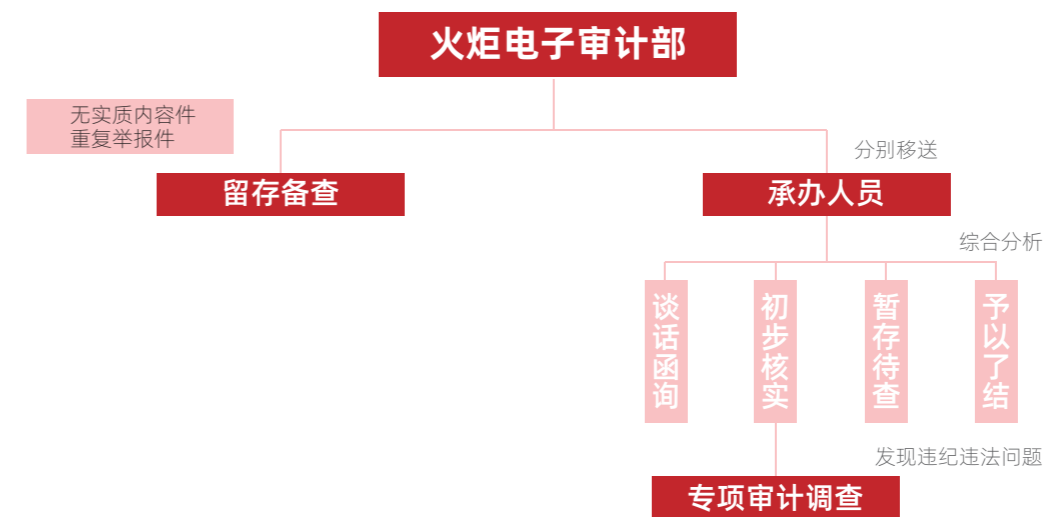 火炬电子审计部
无实质内容件
重复举报件
分别移送
留存备查
承办人员
综合分析
谈话函询
初步核实
暂存待查
予以了结
发现违纪违法问题
专项审计调查